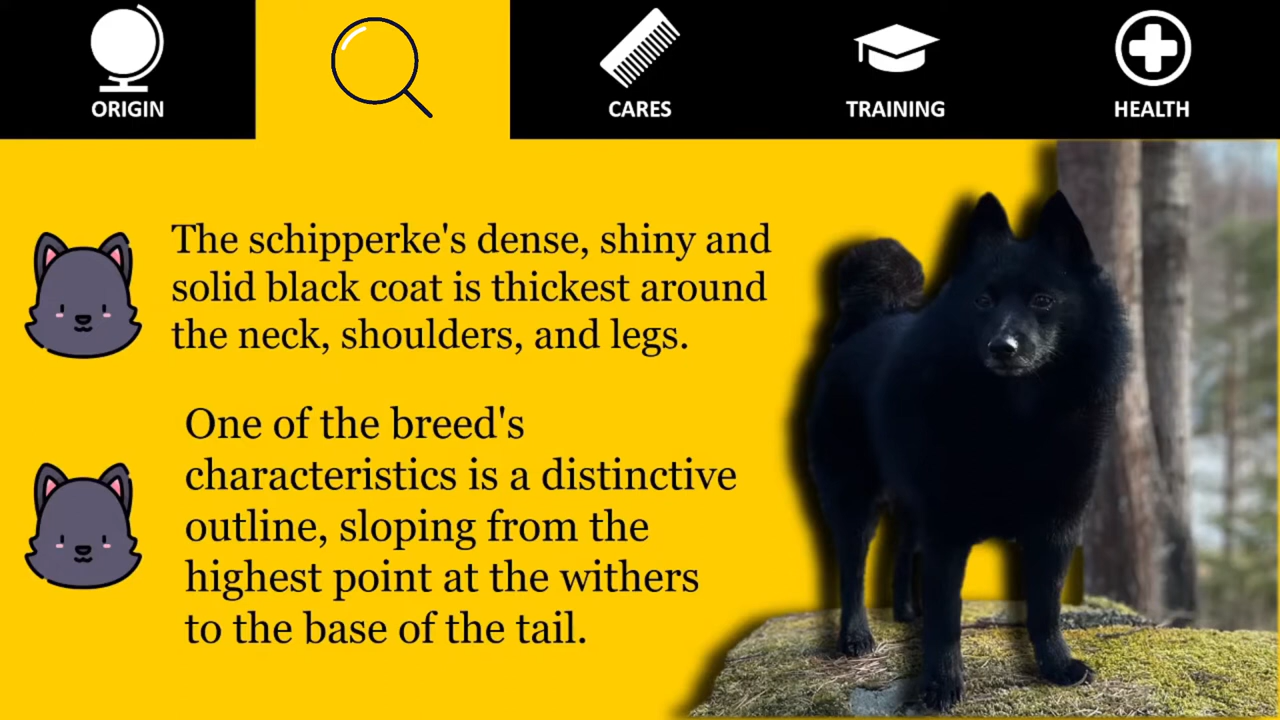 ORIGIN
CARES
TRAINING
HEALTH
The schipperke's dense, shiny and
solid black coat is thickest around
the neck, shoulders, and legs.
One of the breed's
characteristics is a distinctive
outline, sloping from the
highest point at the withers
to the base of the tail.